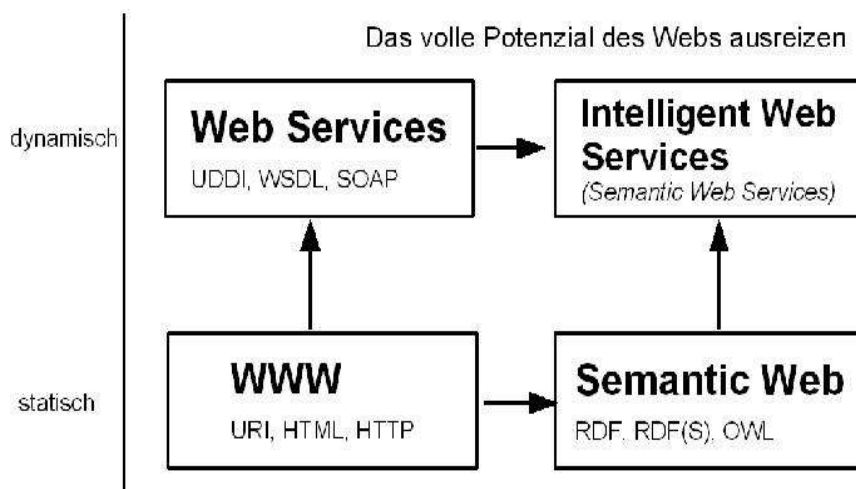 Das volle Potenzial des Webs ausreizen
dynamisch
Web Services
UDDI, WSDL, SOAP
Intelligent Web
Services
(Semantic Web Services)
statisch
WWW
URI, HTML, HTTP
Semantic Web
RDF, RDF(S), OWL